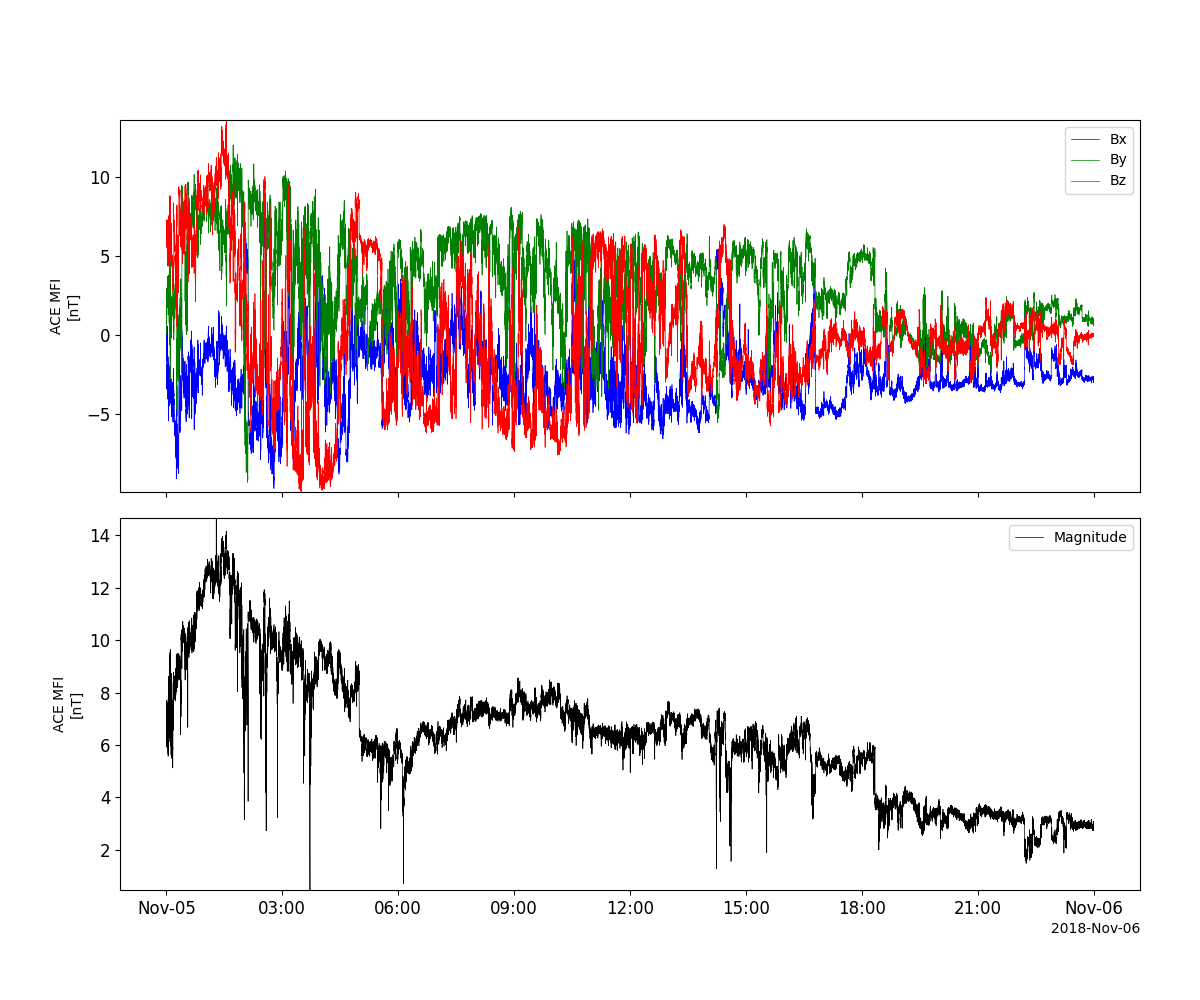 10
5
0
−5
ACE MFI
[nT]
Bx
By
Bz
14
12
10
8
6
4
2
ACE MFI
[nT]
Magnitude
Nov-05 03:00 06:00 09:00 12:00 15:00 18:00 21:00 Nov-06
2018-Nov-06